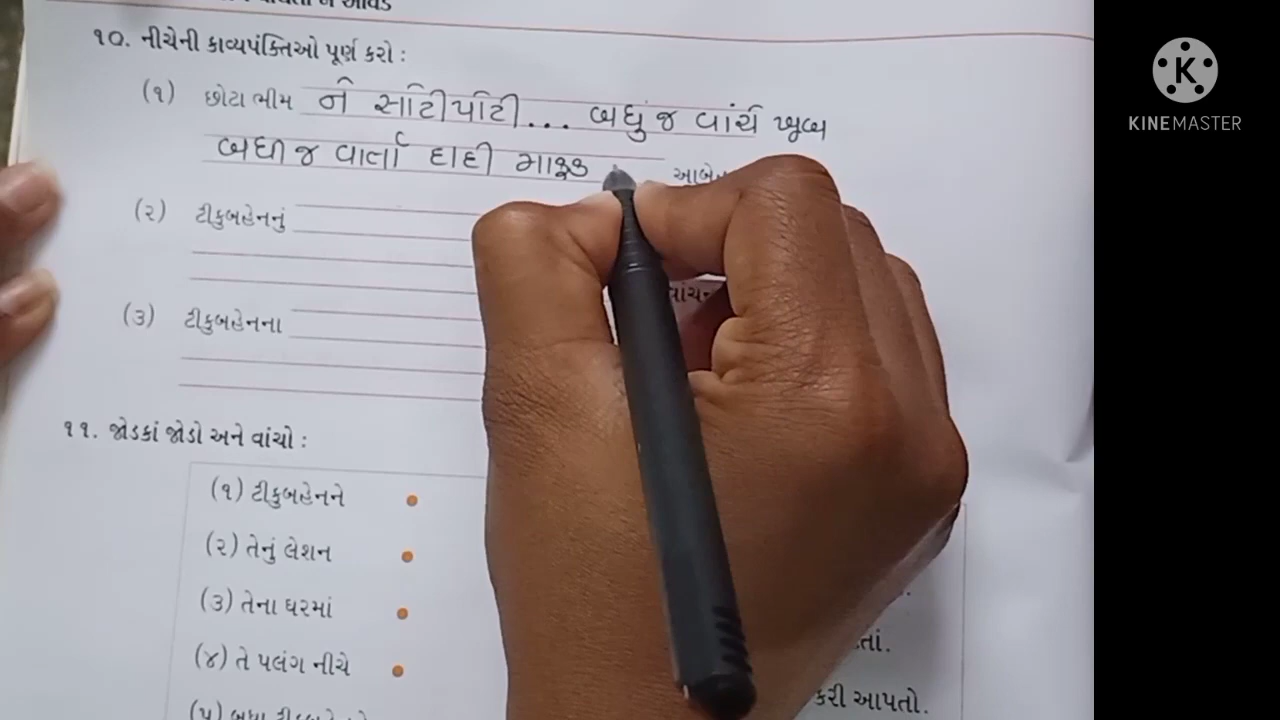 ૧૦. નીચેની કાવ્યપંક્તિઓ પૂર્ણ કરો :
(૧) છોટા ભીમ ને સાટીપાટી... બધું જ વાંચે ખૂબ
બધી જ વાર્તા દાદી માફક
(૨) ટીકુબહેનનું
(૩) ટીકુબહેનના
૧૧. જોડકાં જોડો અને વાંચો :
(૧) ટીકુબહેનને
(૨) તેનું લેશન
(૩) તેના ઘરમાં
(૪) તે પલંગ નીચે
કરી આપતો.
K
KINEMASTER